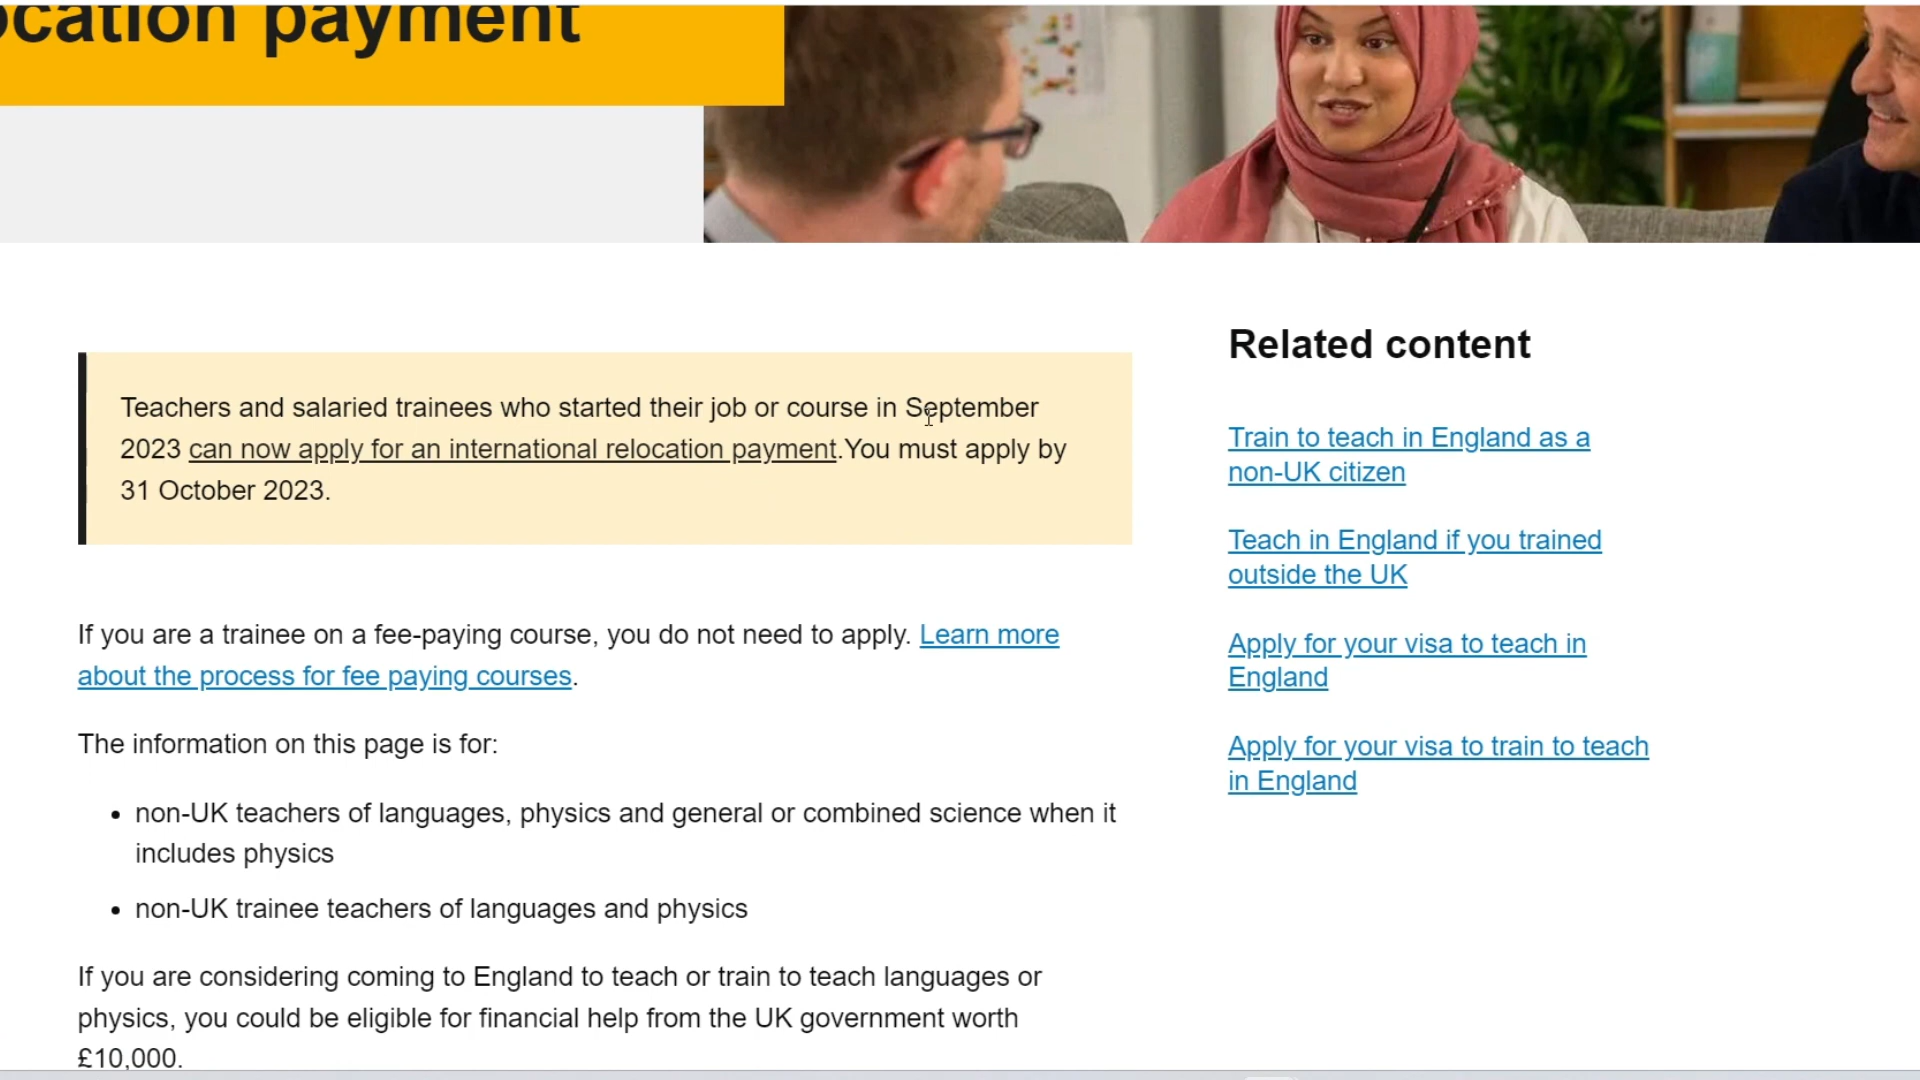 ocation payment
Teachers and salaried trainees who started their job or course in September
2023 can now apply for an international relocation payment.You must apply by
31 October 2023.
If you are a trainee on a fee-paying course, you do not need to apply. Learn more
about the process for fee paying courses.
The information on this page is for:
• non-UK teachers of languages, physics and general or combined science when it
includes physics
• non-UK trainee teachers of languages and physics
If you are considering coming to England to teach or train to teach languages or
physics, you could be eligible for financial help from the UK government worth
£10,000.
Related content
Train to teach in England as a
non-UK citizen
Teach in England if you trained
outside the UK
Apply for your visa to teach in
England
Apply for your visa to train to teach
in England